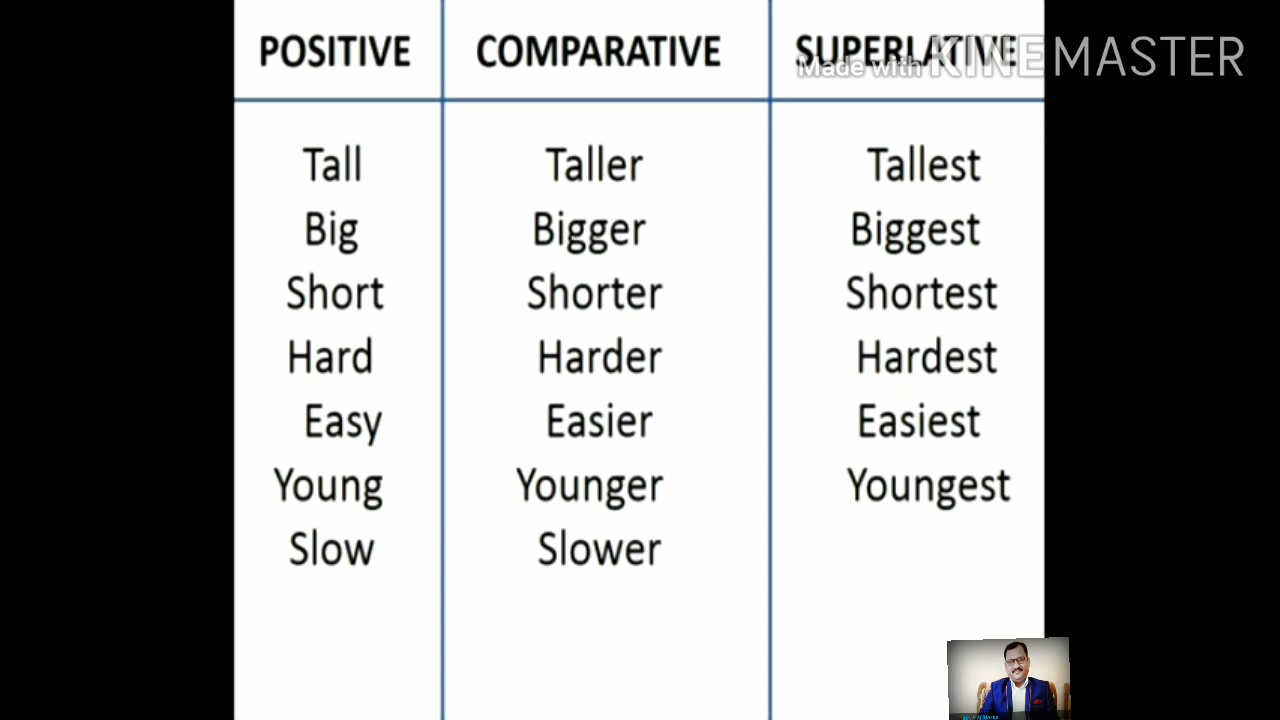 POSITIVE COMPARATIVE SUPERLATIVE
Made with KINEMASTER
Tall Taller Tallest
Big Bigger Biggest
Short Shorter Shortest
Hard Harder Hardest
Easy Easier Easiest
Young Younger Youngest
Slow Slower